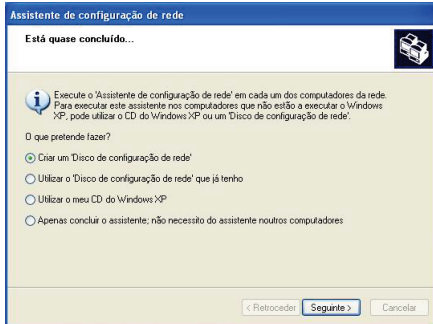 Assistente de configuração de rede
Está quase concluído...
Execute o 'Assistente de configuração de rede' em cada um dos computadores da rede.
Para executar este assistente nos computadores que não estão a executar o Windows
XP, pode utilizar o CD do Windows XP ou um 'Disco de configuração de rede'.
O que pretende fazer?
Criar um 'Disco de configuração de rede'
Utilizar o 'Disco de configuração de rede' que já tenho
Utilizar o meu CD do Windows XP
Apenas concluir o assistente; não necessito do assistente noutros computadores
< Retroceder Seguinte > Cancelar